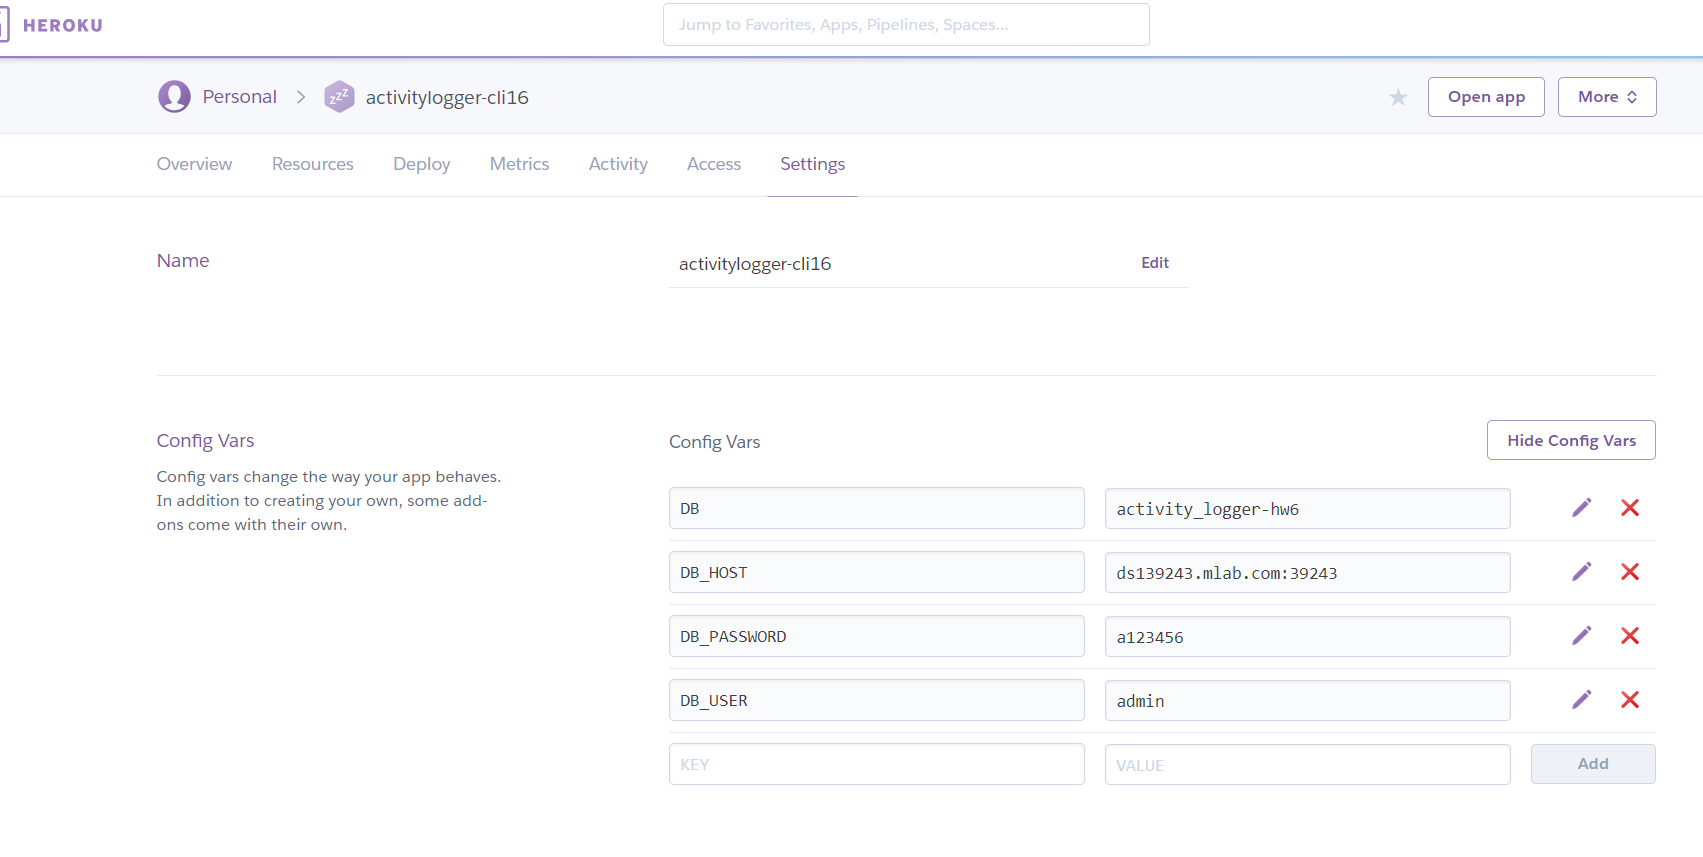 HEROKU
Jump to Favorites, Apps, Pipelines, Spaces...
Personal > zzz activitylogger-cli16
Open app
More
Overview Resources Deploy Metrics Activity Access Settings
Name
activitylogger-cli16
Edit
Config Vars
Config vars change the way your app behaves.
In addition to creating your own, some add-
ons come with their own.
Config Vars
Hide Config Vars
DB activity_logger-hw6
DB_HOST ds139243.mlab.com:39243
DB_PASSWORD a123456
DB_USER admin
KEY VALUE Add